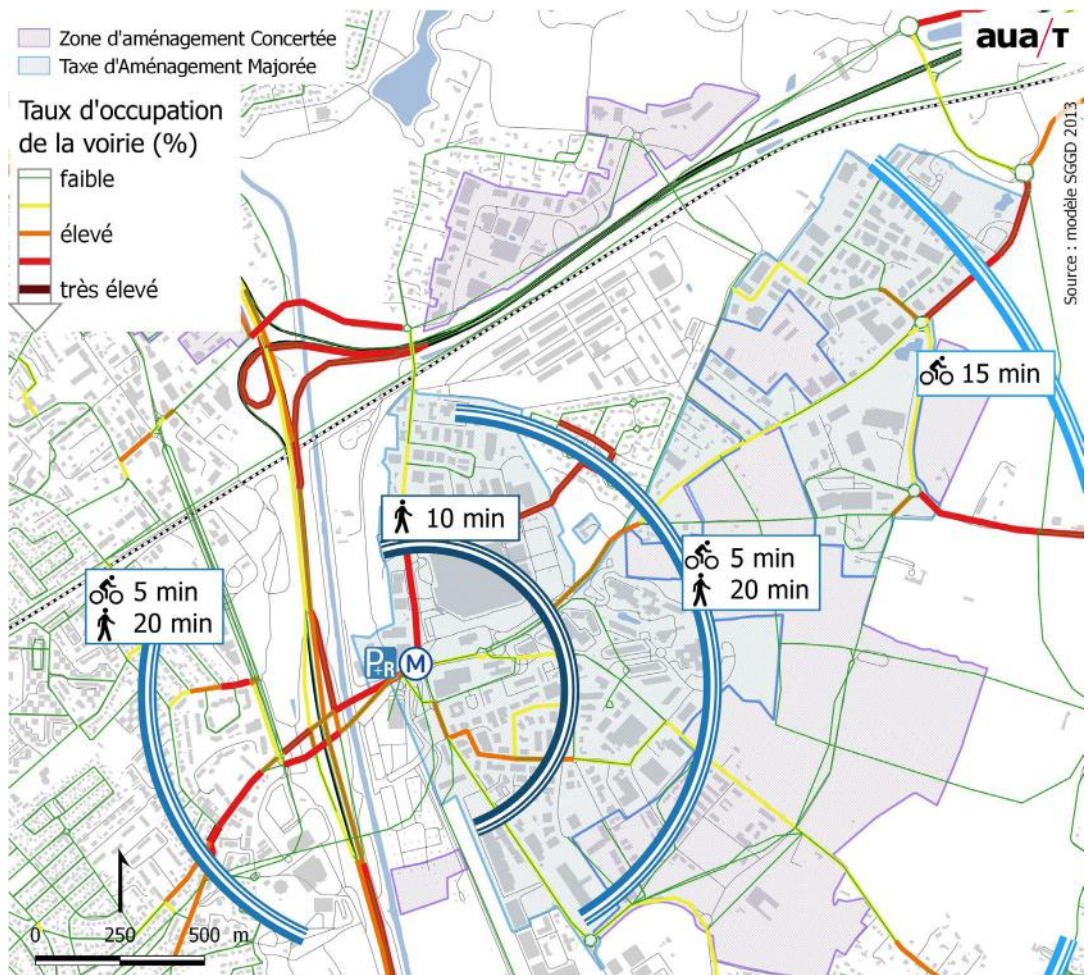 Zone d'aménagement Concertée
Taxe d'Aménagement Majorée
Taux d'occupation
de la voirie (%)
faible
élevé
très élevé
aua/T
Source : modèle SGGD 2013
15 min
10 min
5 min
20 min
5 min
20 min
P+R
M
0 250 500 m